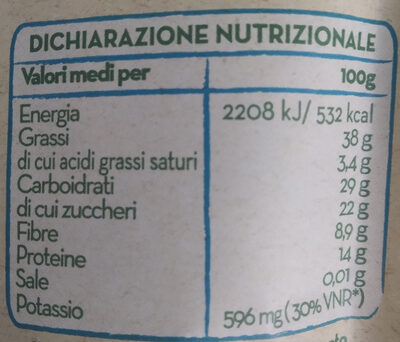 DICHIARAZIONE NUTRIZIONALE
Valori medi per 100g
Energia 2208 kJ/ 532 kcal
Grassi 38 g
di cui acidi grassi saturi 3,4 g
Carboidrati 29 g
di cui zuccheri 22 g
Fibre 8,9 g
Proteine 14 g
Sale 0,01 g
Potassio 596 mg (30% VNR*)